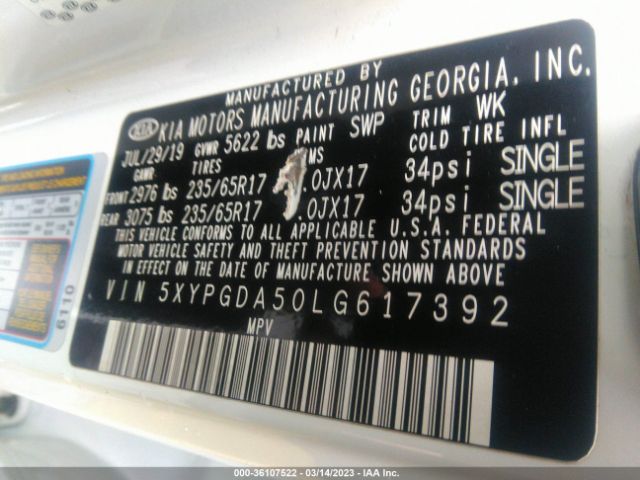 MANUFACTURED BY
KIA KIA MOTORS MANUFACTURING GEORGIA, INC.
JUL/29/19 GVWR 5622 lbs PAINT SWP TRIM WK
GAWR TIRES MS COLD TIRE INFL
FRONT 2976 lbs 235/65R17 .0JX17 34psi SINGLE
REAR 3075 lbs 235/65R17 .0JX17 34psi SINGLE
THIS VEHICLE CONFORMS TO ALL APPLICABLE U.S.A. FEDERAL
MOTOR VEHICLE SAFETY AND THEFT PREVENTION STANDARDS
IN EFFECT ON THE DATE OF MANUFACTURE SHOWN ABOVE.
VIN 5XYPGDA50LG617392
MPV
6110
000-36107522 - 03/14/2023 - IAA Inc.